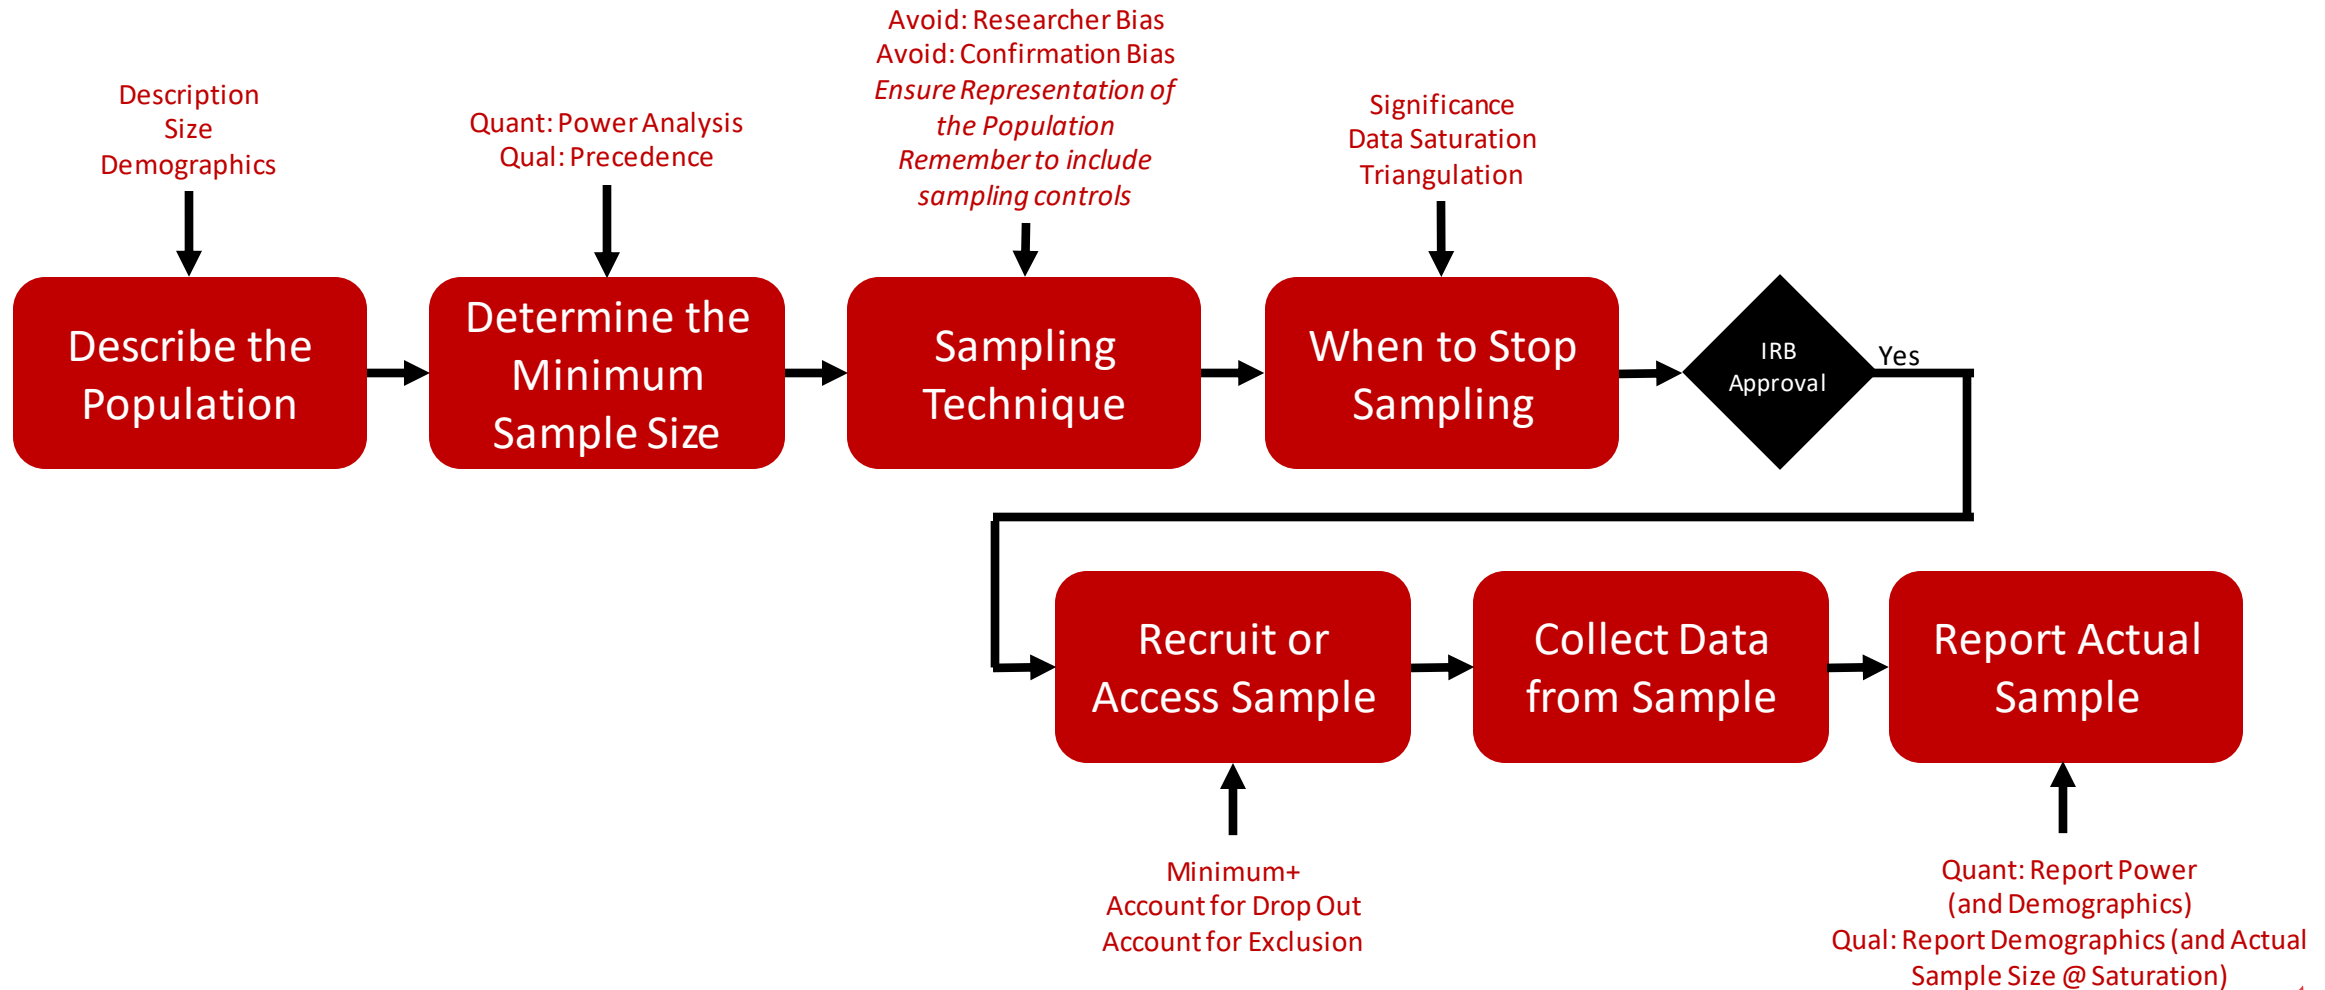 Avoid: Researcher Bias
Avoid: Confirmation Bias
Ensure Representation of
the Population
Remember to include
sampling controls
Description
Size
Demographics
Quant: Power Analysis
Qual: Precedence
Significance
Data Saturation
Triangulation
Describe the
Population
Determine the
Minimum
Sample Size
Sampling
Technique
When to Stop
Sampling
IRB
Approval
Yes
Recruit or
Access Sample
Collect Data
from Sample
Report Actual
Sample
Minimum+
Account for Drop Out
Account for Exclusion
Quant: Report Power
(and Demographics)
Qual: Report Demographics (and Actual
Sample Size @ Saturation)